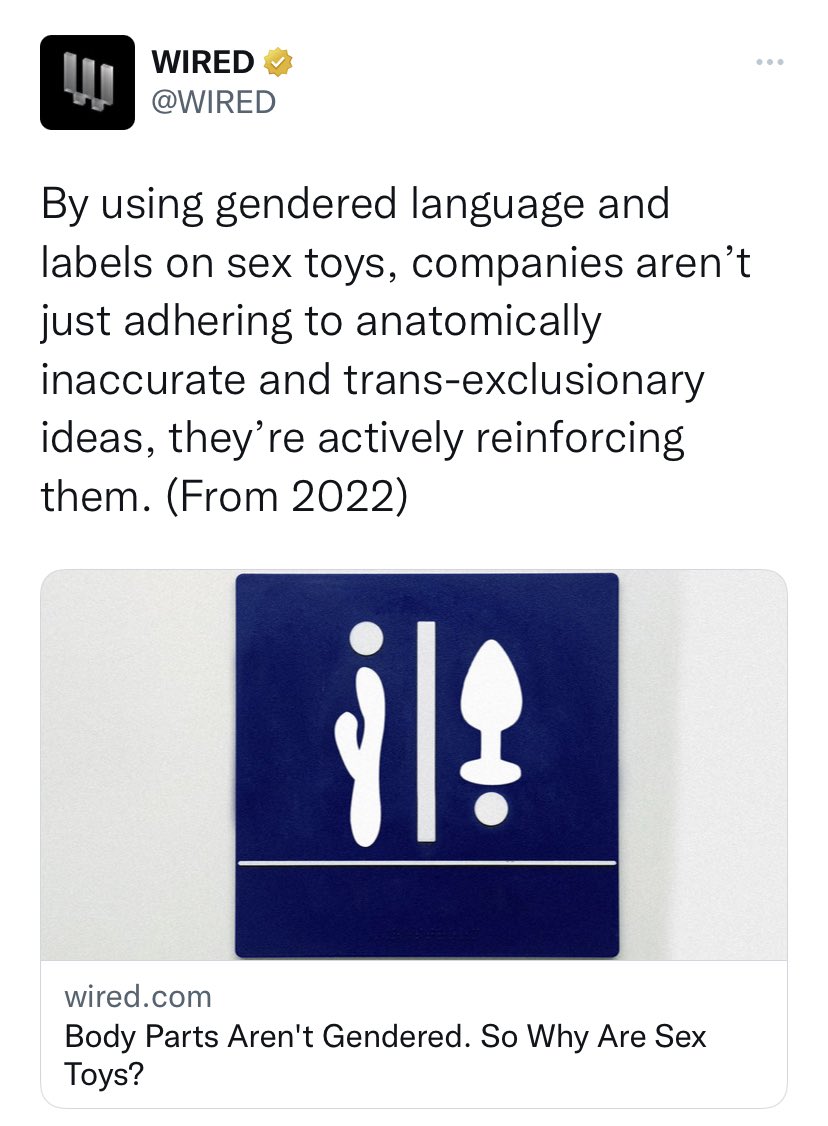 WIRED
@WIRED
By using gendered language and
labels on sex toys, companies aren’t
just adhering to anatomically
inaccurate and trans-exclusionary
ideas, they’re actively reinforcing
them. (From 2022)
wired.com
Body Parts Aren't Gendered. So Why Are Sex
Toys?